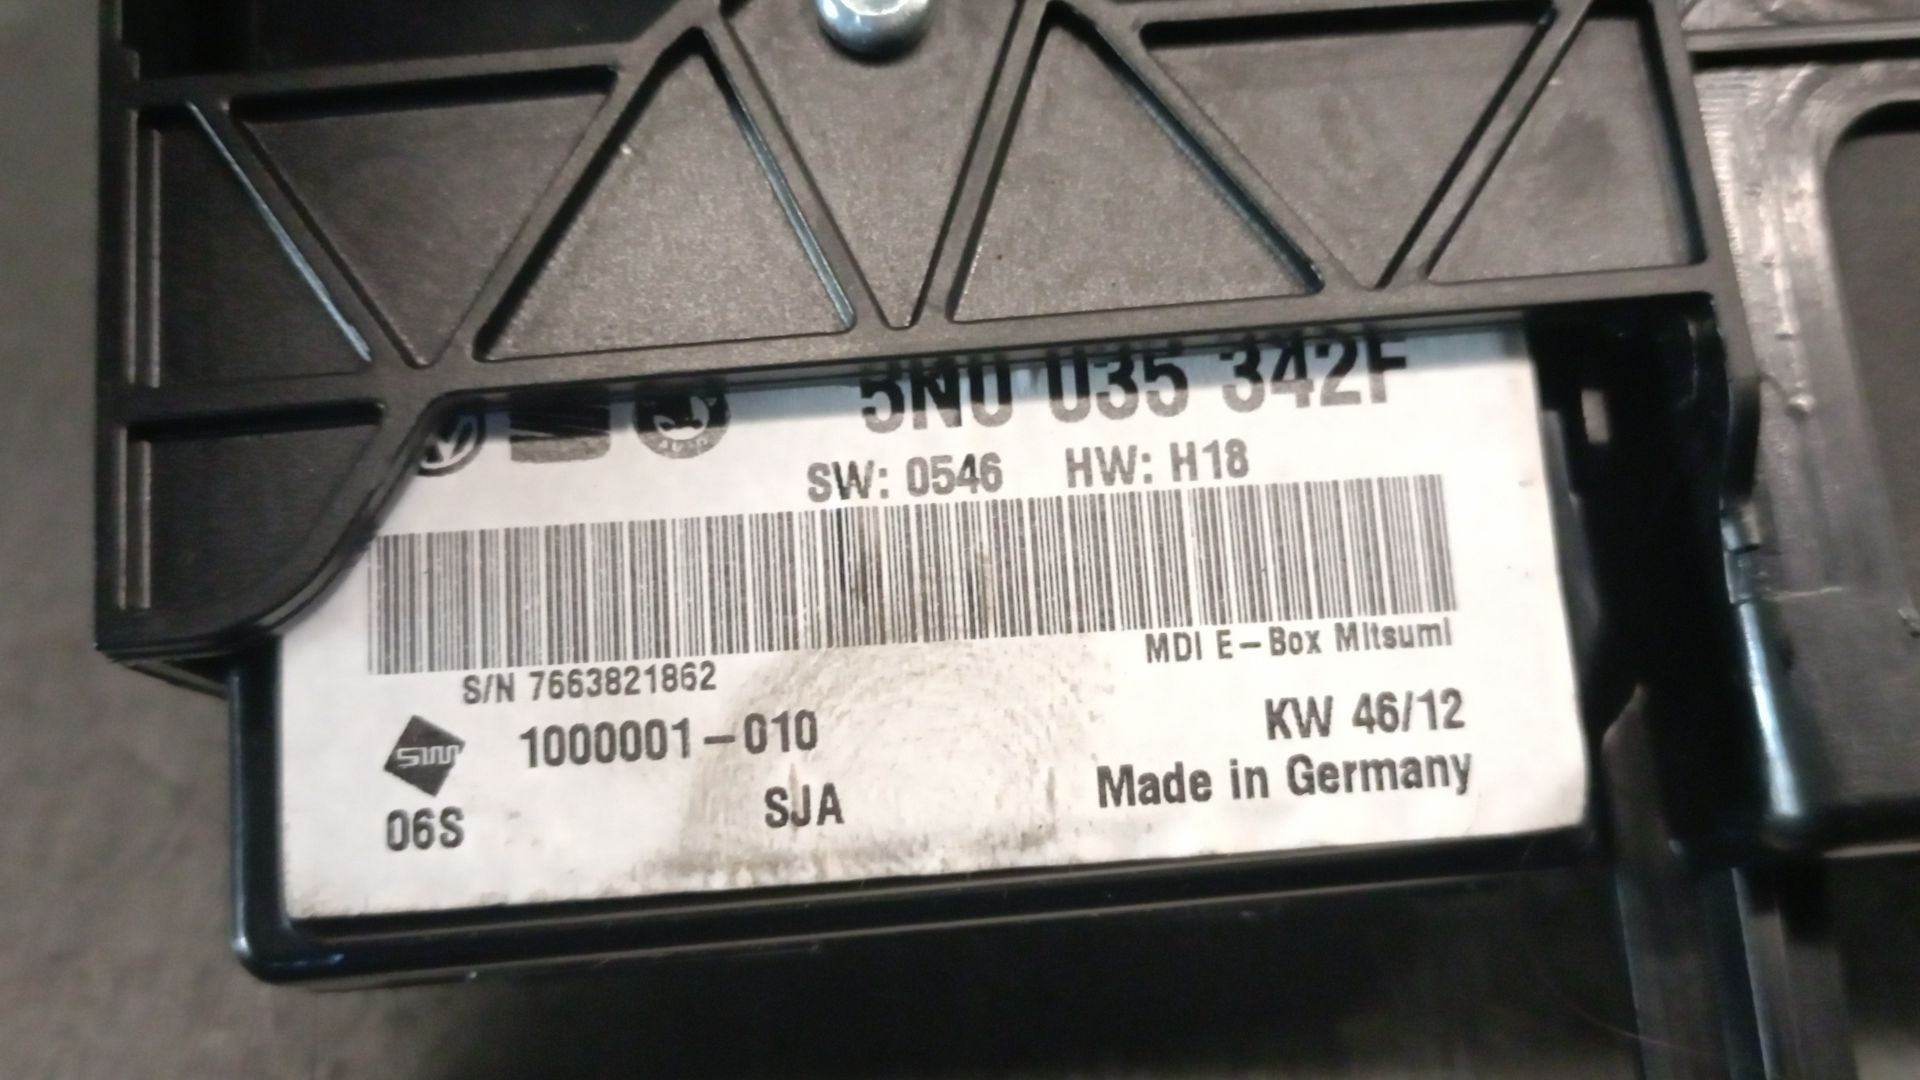 5N0 035 342F
SW: 0546 HW: H18
MDI E-Box Mitsumi
S/N 7663821862
SW 1000001-010
KW 46/12
Made in Germany
SJA
06S